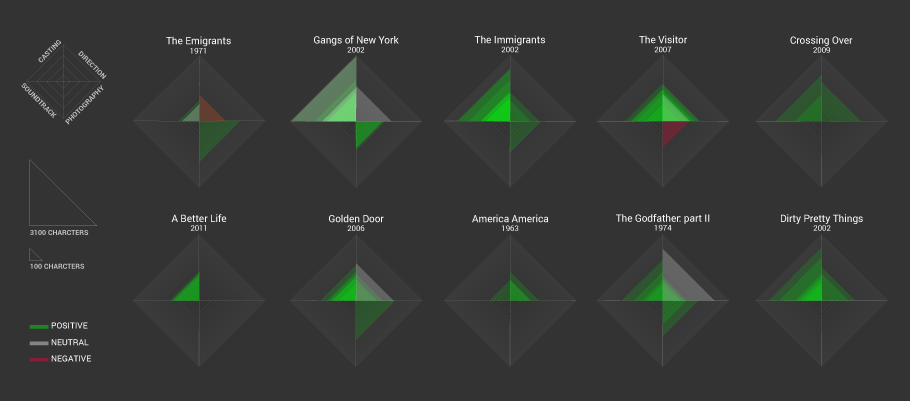 CASTING
DIRECTION
SOUNDTRACK
PHOTOGRAPHY
3100 CHARCTERS
100 CHARCTERS
POSITIVE
NEUTRAL
NEGATIVE
The Emigrants
1971
Gangs of New York
2002
The Immigrants
2002
The Visitor
2007
Crossing Over
2009
A Better Life
2011
Golden Door
2006
America America
1963
The Godfather: part II
1974
Dirty Pretty Things
2002